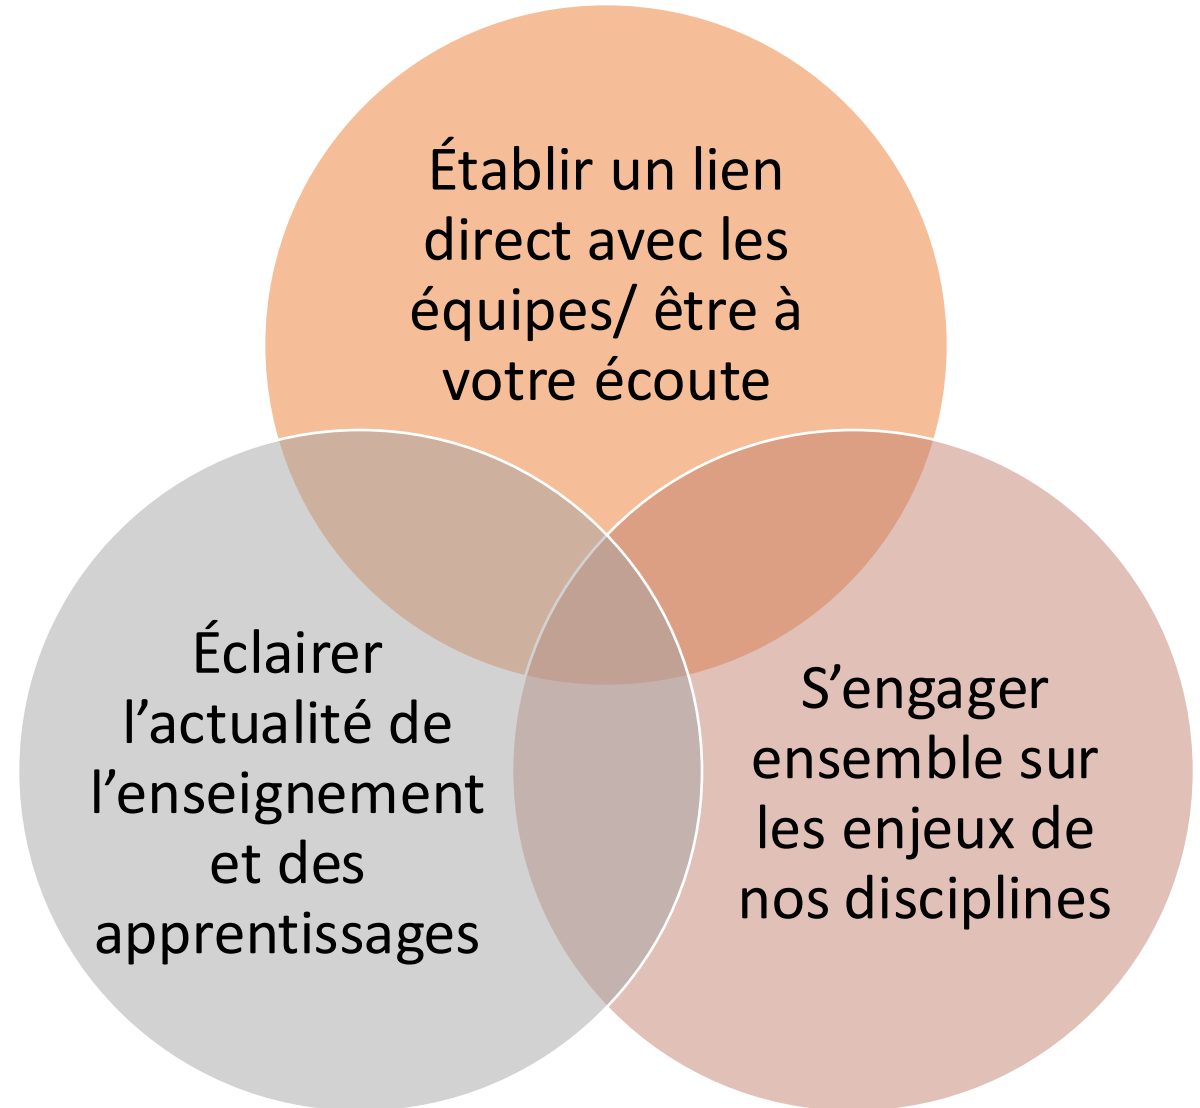 Établir un lien
direct avec les
équipes/ être à
votre écoute
Éclairer
l’actualité de
l’enseignement
et des
apprentissages
S’engager
ensemble sur
les enjeux de
nos disciplines